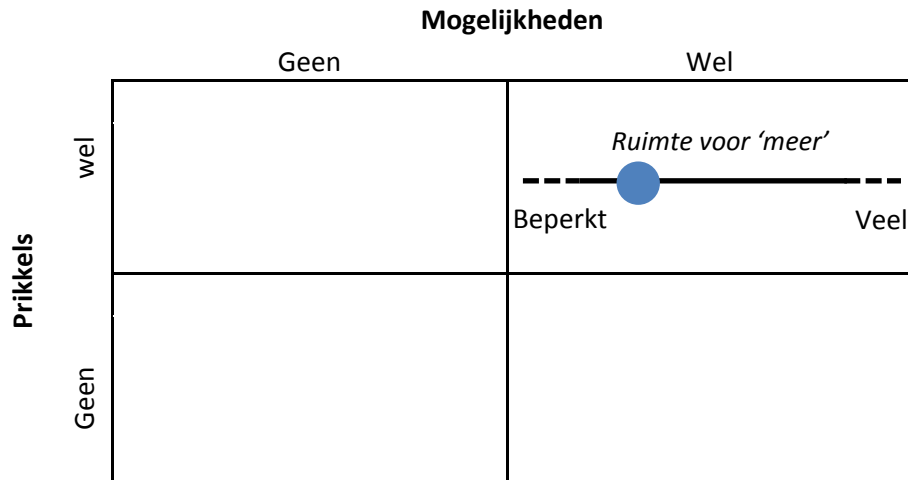 Mogelijkheden
Geen Wel
wel
Ruimte voor ‘meer’
Beperkt Veel
Prikkels
Geen